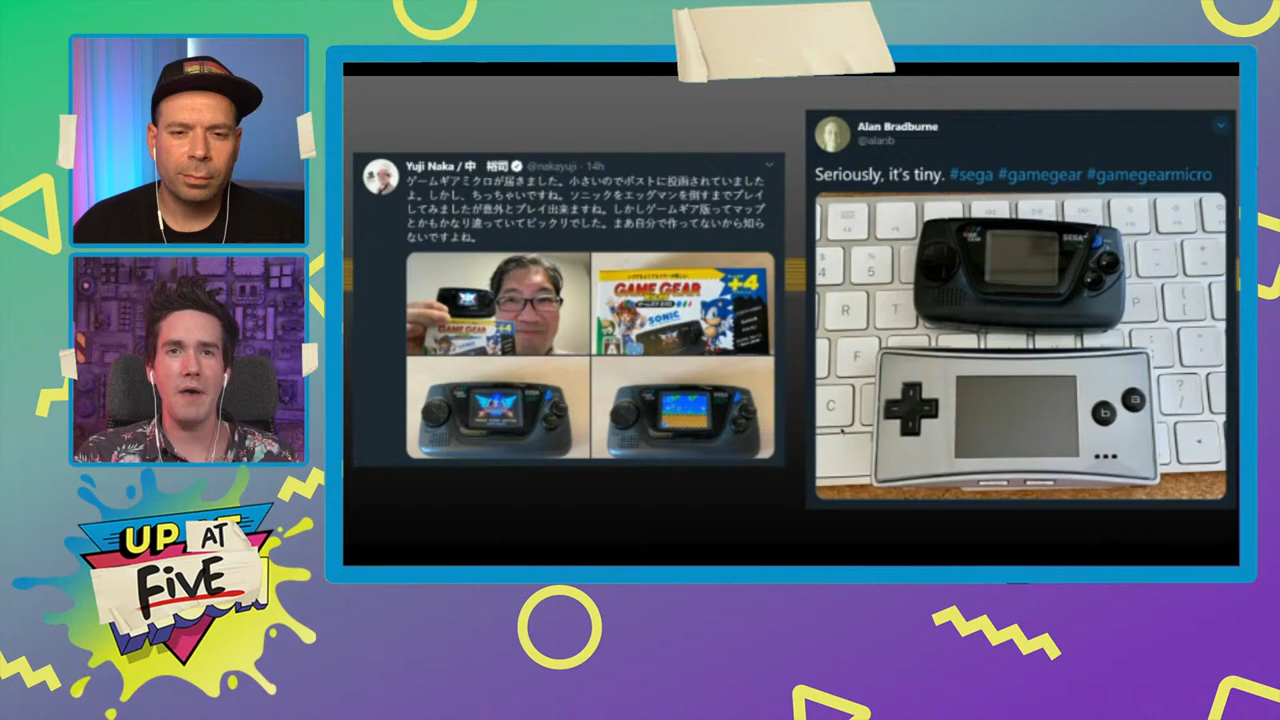 Yuji Naka / 中 裕司 @nakayuji · 14h
ゲームギアミクロが届きました。小さいのでポストに投函されていました
よ。しかし、ちっちゃいですね。ソニックをエッグマンを倒すまでプレイ
してみましたが意外とプレイ出来ますね。しかしゲームギア版ってマップ
とかもかなり違っていてビックリでした。まあ自分で作ってないから知ら
ないですよね。
GAME GEAR
+4
SONIC
GAME GEAR
+4
Alan Bradburne
@alanb
Seriously, it's tiny. #sega #gamegear #gamegearmicro
SEGA
4
5
R
T
P
F
C
B
A
UP AT
FiVE